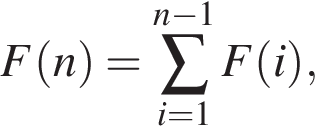 F(n) = \sum_{i=1}^{n-1} F(i),